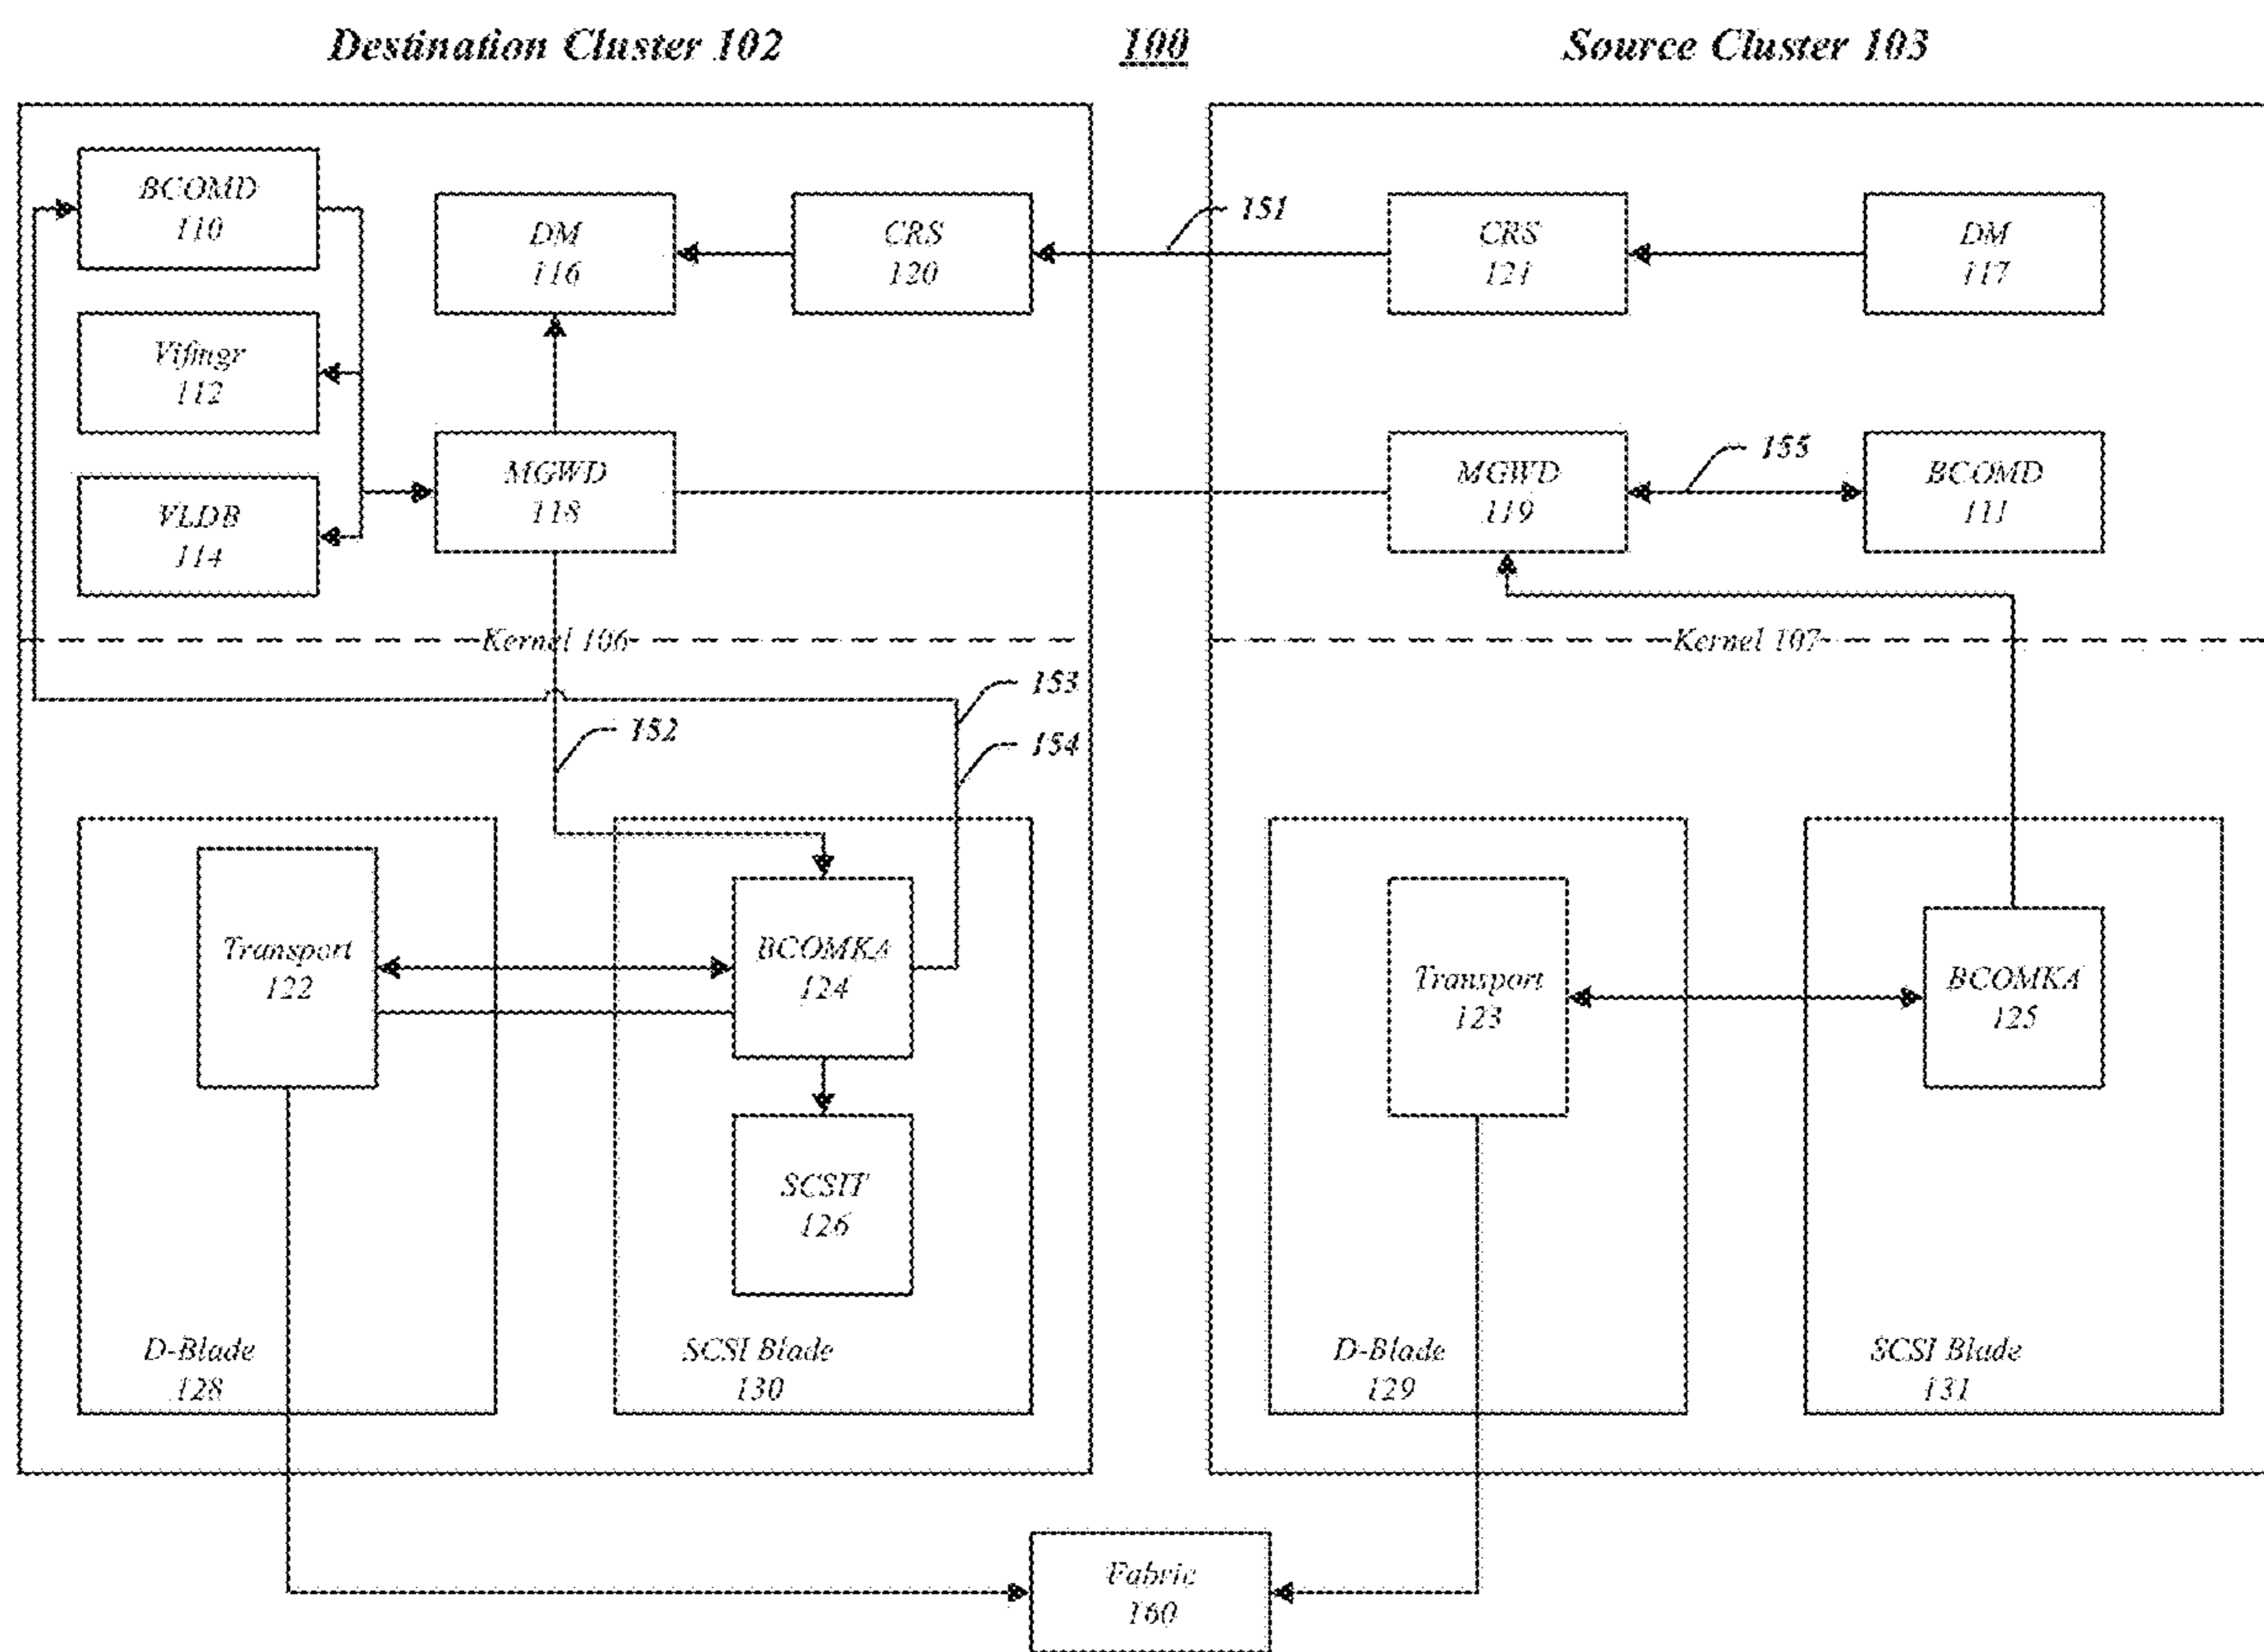 Destination Cluster 102
100
Source Cluster 103
BCOMD
110
DM
116
CRS
120
151
CRS
121
DM
117
Vifmgr
112
VLDB
114
MGWD
118
MGWD
119
155
BCOMD
111
Kernel 106
Kernel 107
153
152
154
Transport
122
BCOMKA
124
SCSIT
126
D-Blade
128
SCSI Blade
130
Transport
123
BCOMKA
125
D-Blade
129
SCSI Blade
131
Fabric
160